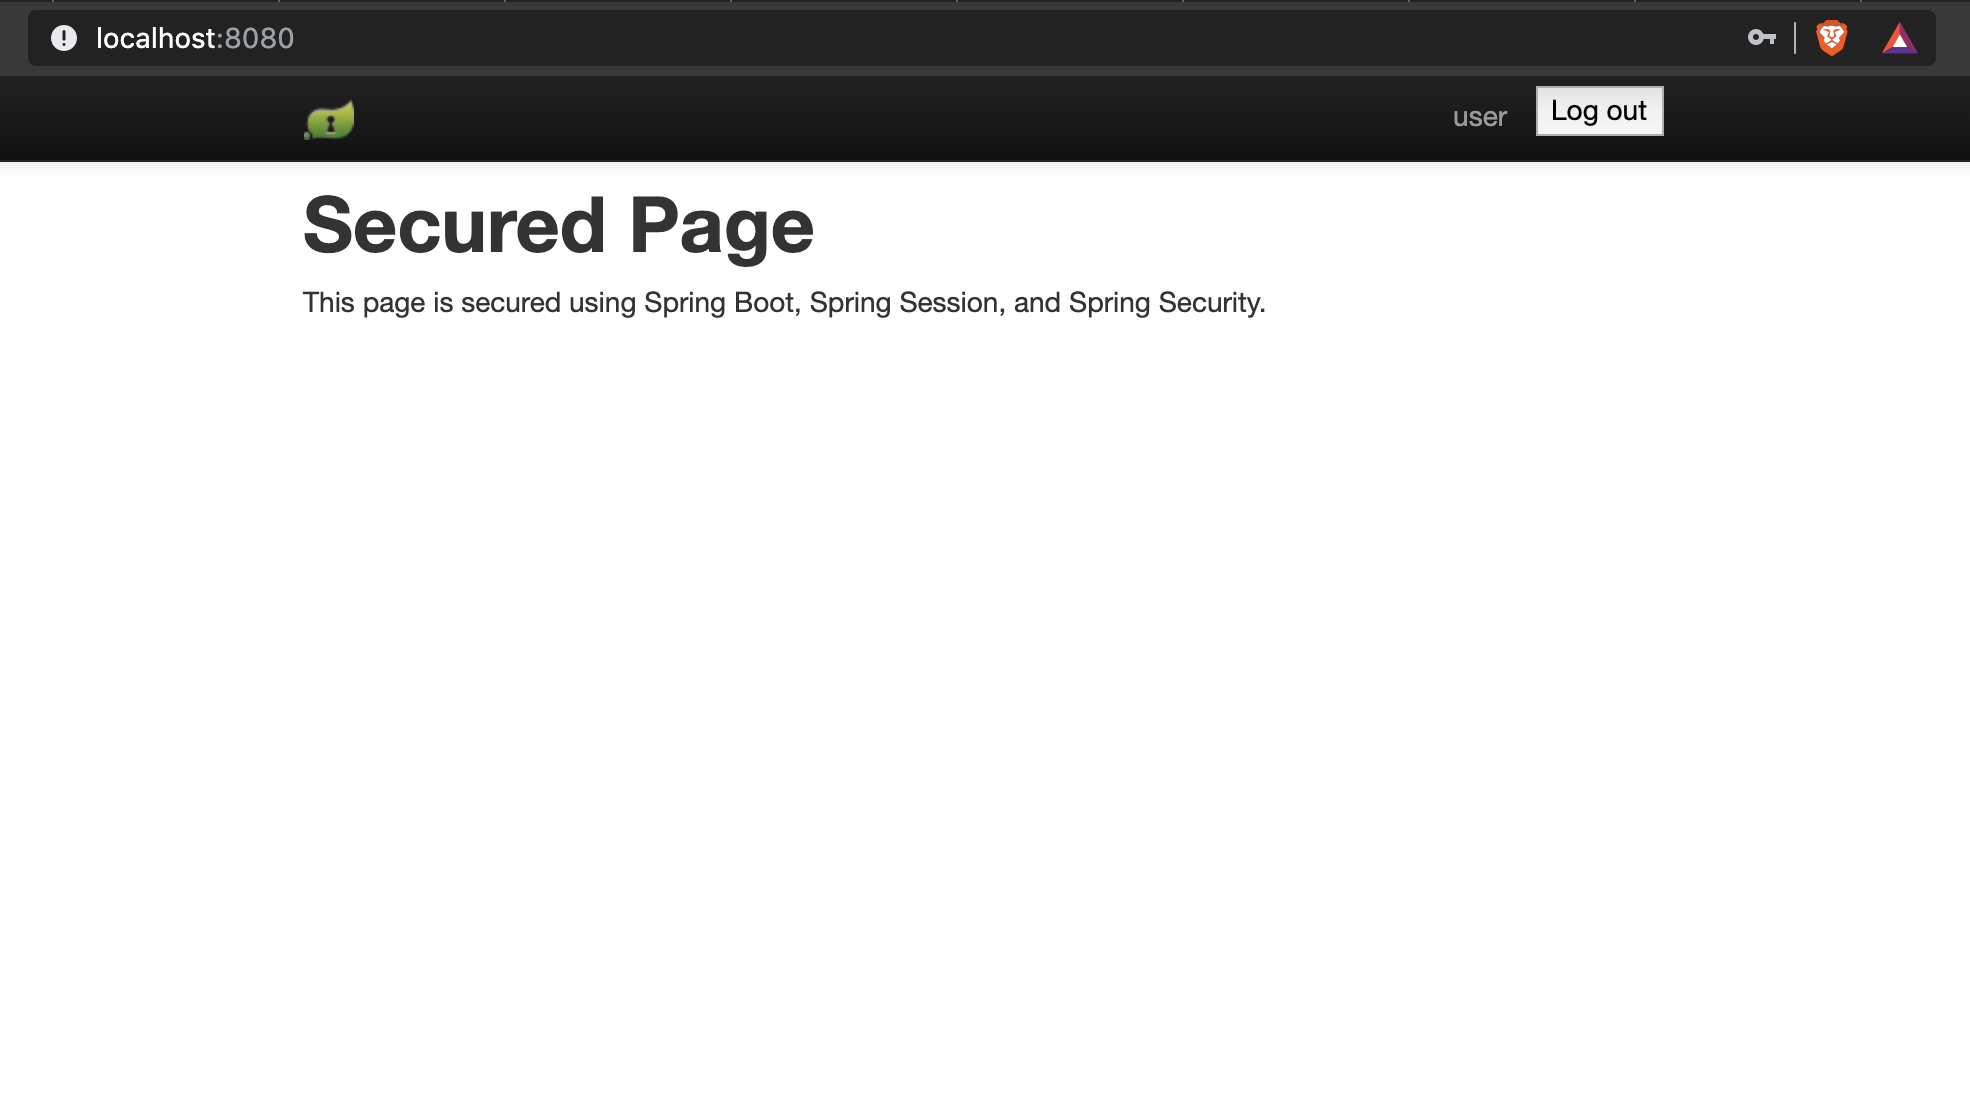 localhost:8080
user
Log out
Secured Page
This page is secured using Spring Boot, Spring Session, and Spring Security.